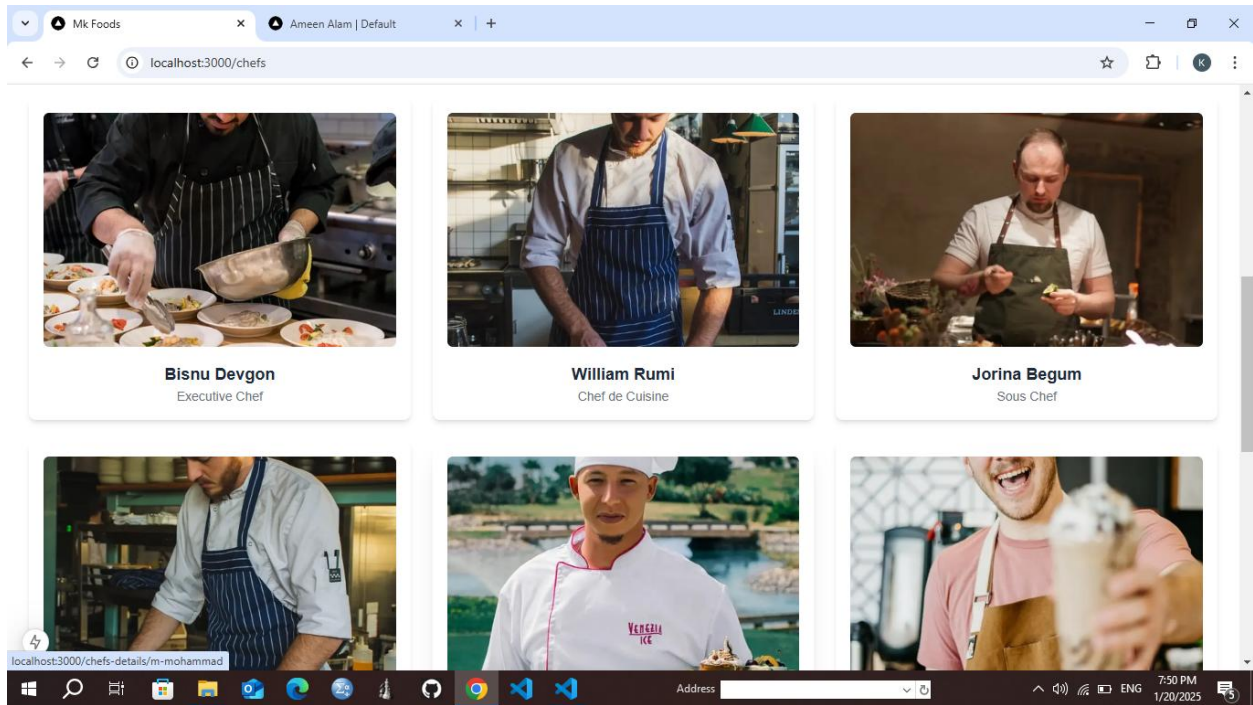 Mk Foods
Ameen Alam | Default
localhost:3000/chefs
K
LINDE
Bisnu Devgon
Executive Chef
William Rumi
Chef de Cuisine
Jorina Begum
Sous Chef
VENEZIA
ICE
localhost:3000/chefs-details/m-mohammad
Address
ENG
7:50 PM
1/20/2025
5